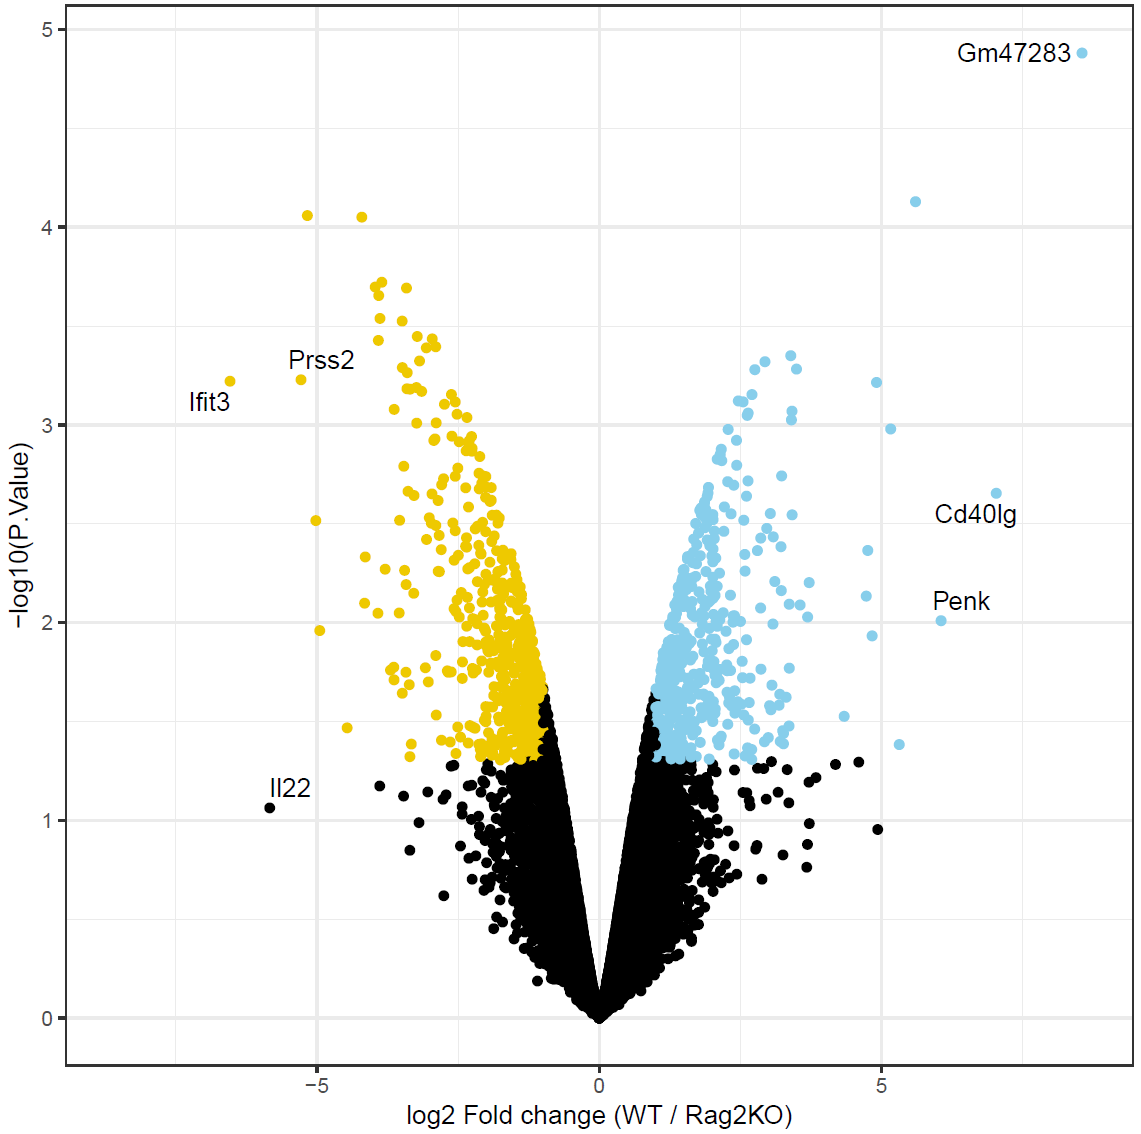 5
Gm47283
4
Prss2
Ifit3
3
Cd40lg
Penk
2
Il22
1
0
−5
0
5
−log10(P.Value)
log2 Fold change (WT / Rag2KO)